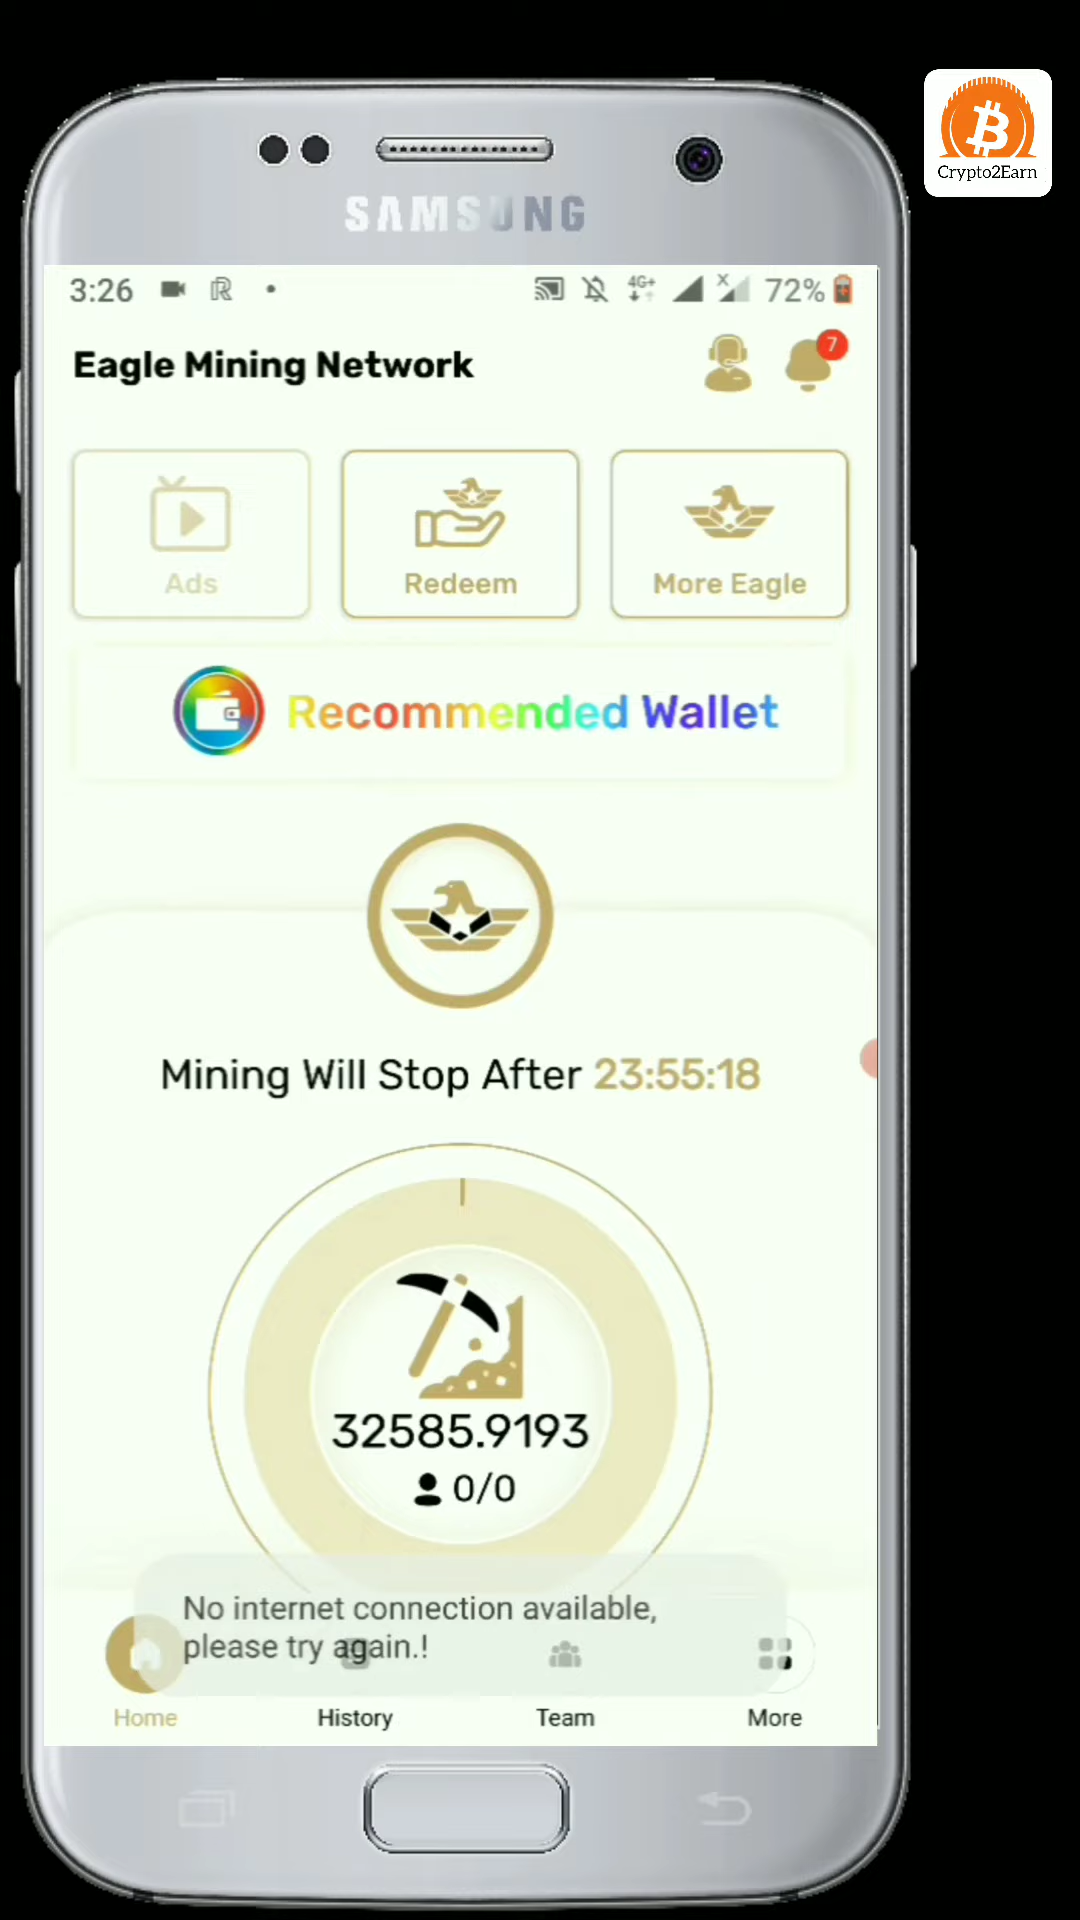 Crypto2Earn
SAMSUNG
3:26
4G+
X
72%
Eagle Mining Network
7
Ads
Redeem
More Eagle
Recommended Wallet
Mining Will Stop After 23:55:18
32585.9193
0/0
No internet connection available,
please try again.!
Home
History
Team
More